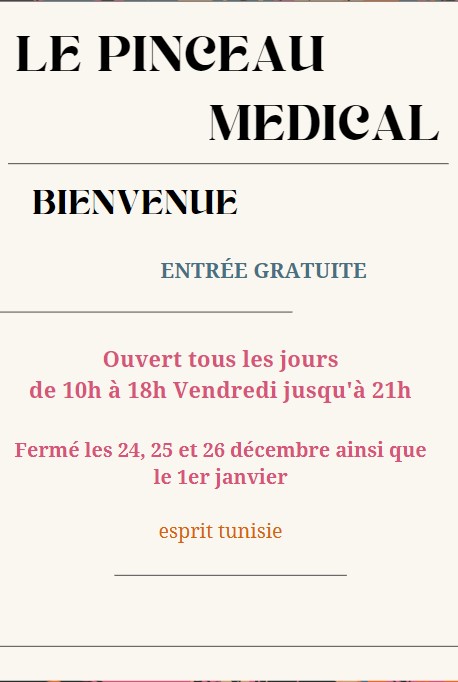 LE PINCEAU
MEDICAL
BIENVENUE
ENTRÉE GRATUITE
Ouvert tous les jours
de 10h à 18h Vendredi jusqu'à 21h
Fermé les 24, 25 et 26 décembre ainsi que
le 1er janvier
esprit tunisie